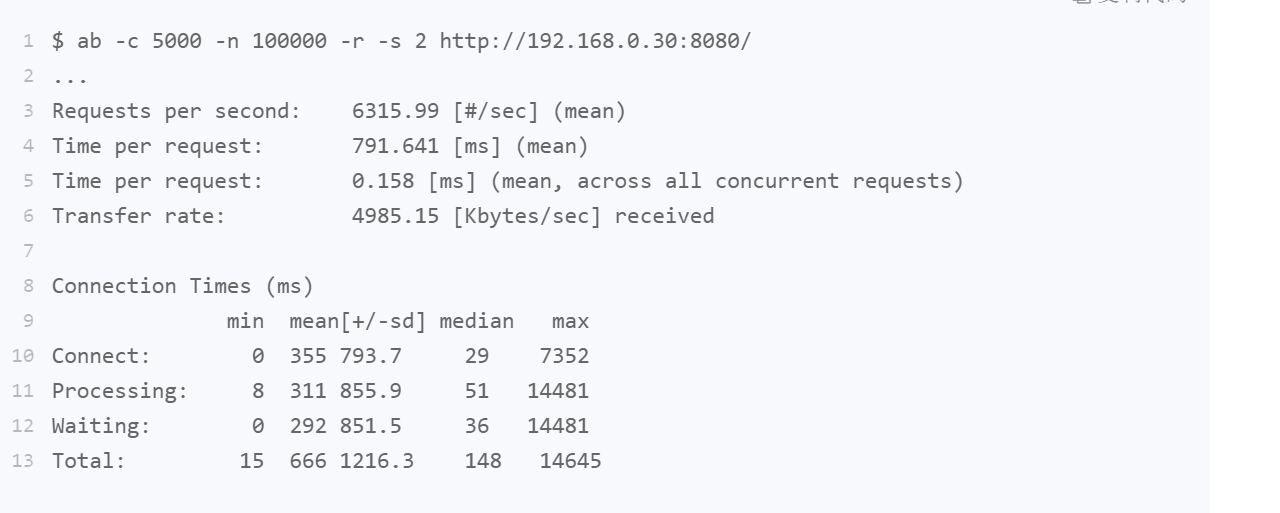 1 $ ab -c 5000 -n 100000 -r -s 2 http://192.168.0.30:8080/
2 ...
3 Requests per second:    6315.99 [#/sec] (mean)
4 Time per request:       791.641 [ms] (mean)
5 Time per request:       0.158 [ms] (mean, across all concurrent requests)
6 Transfer rate:          4985.15 [Kbytes/sec] received
7
8 Connection Times (ms)
9               min  mean[+/-sd] median   max
10 Connect:        0  355 793.7     29    7352
11 Processing:     8  311 855.9     51   14481
12 Waiting:        0  292 851.5     36   14481
13 Total:         15  666 1216.3    148   14645